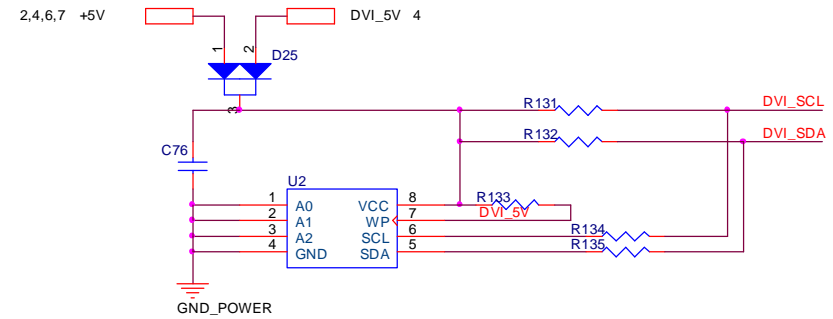 2,4,6,7 +5V DVI_5V 4
1 2 D25
3
R131 DVI_SCL
R132 DVI_SDA
C76
U2
1 A0 VCC 8 R133
2 A1 WP 7 DVI_5V
3 A2 SCL 6 R134
4 GND SDA 5 R135
GND_POWER